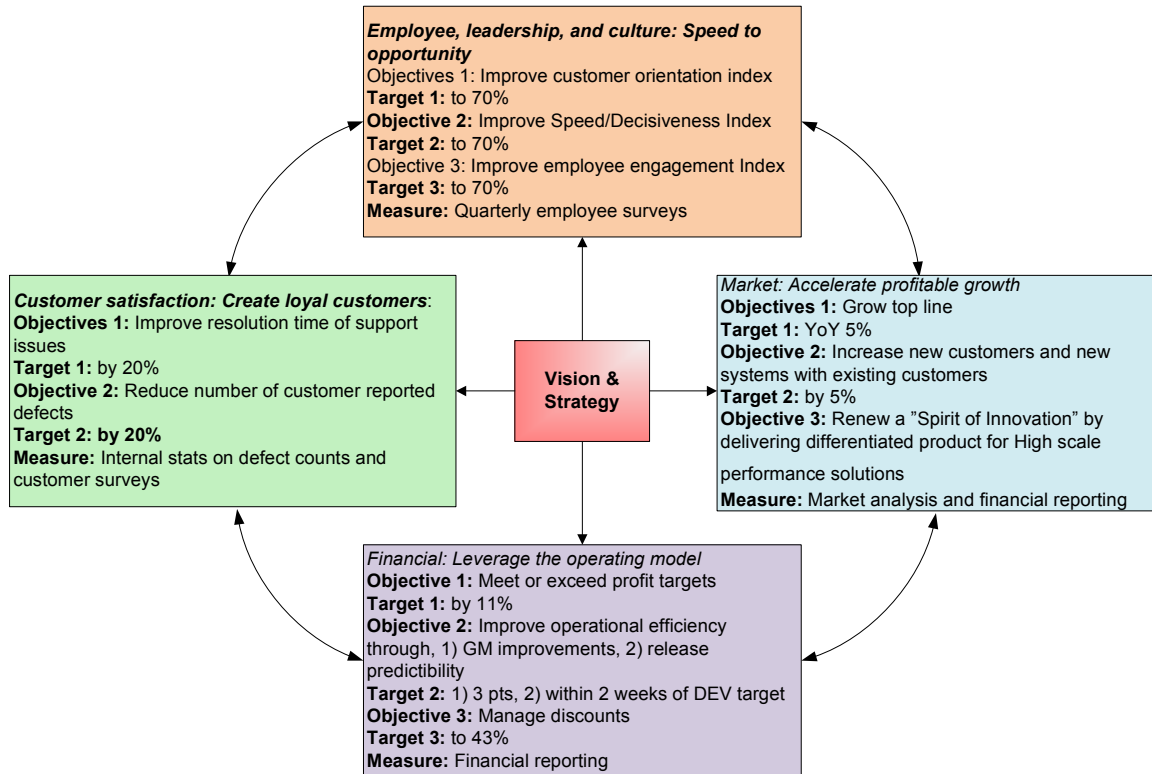 Employee, leadership, and culture: Speed to
opportunity
Objectives 1: Improve customer orientation index
Target 1: to 70%
Objective 2: Improve Speed/Decisiveness Index
Target 2: to 70%
Objective 3: Improve employee engagement Index
Target 3: to 70%
Measure: Quarterly employee surveys
Customer satisfaction: Create loyal customers:
Objectives 1: Improve resolution time of support
issues
Target 1: by 20%
Objective 2: Reduce number of customer reported
defects
Target 2: by 20%
Measure: Internal stats on defect counts and
customer surveys
Vision &
Strategy
Market: Accelerate profitable growth
Objectives 1: Grow top line
Target 1: YoY 5%
Objective 2: Increase new customers and new
systems with existing customers
Target 2: by 5%
Objective 3: Renew a ”Spirit of Innovation” by
delivering differentiated product for High scale
performance solutions
Measure: Market analysis and financial reporting
Financial: Leverage the operating model
Objective 1: Meet or exceed profit targets
Target 1: by 11%
Objective 2: Improve operational efficiency
through, 1) GM improvements, 2) release
predictibility
Target 2: 1) 3 pts, 2) within 2 weeks of DEV target
Objective 3: Manage discounts
Target 3: to 43%
Measure: Financial reporting